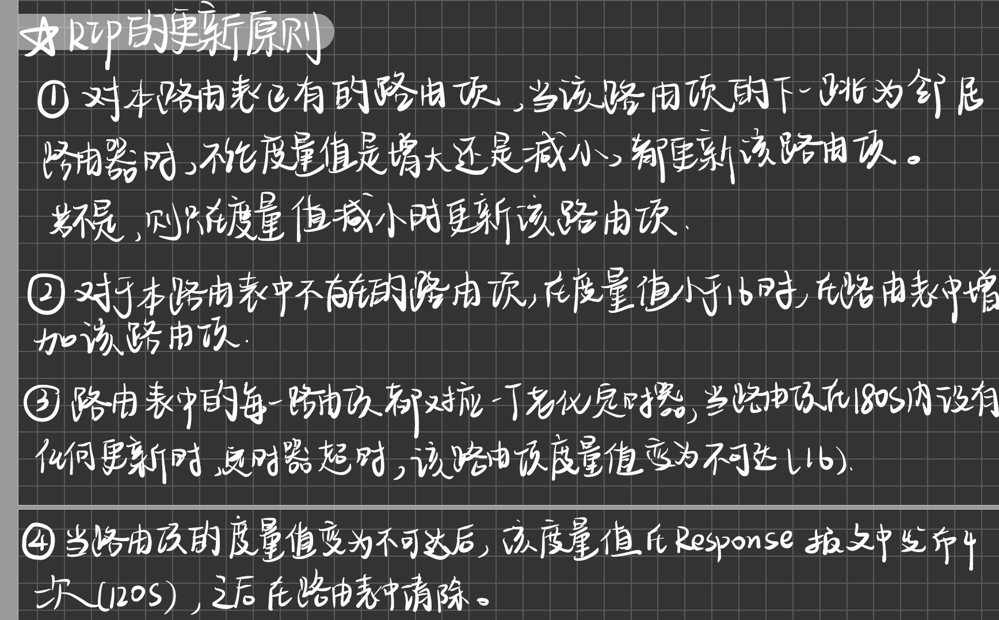 ☆RIP的更新原则
① 对本路由表已有的路由项,当该路由项的下一跳为邻居
路由器时,不论度量值是增大还是减小,都更新该路由项。
若不是,则只在度量值减小时更新该路由项.
② 对于本路由表中不存在的路由项,在度量值小于16时,在路由表中增
加该路由项.
③ 路由表中的每一路由项都对应一个老化定时器,当路由项在180S内没有
任何更新时,定时器超时,该路由项度量值变为不可达(16).
④ 当路由项的度量值变为不可达后,该度量值在Response报文中发布4
次(120S),之后在路由表中清除。